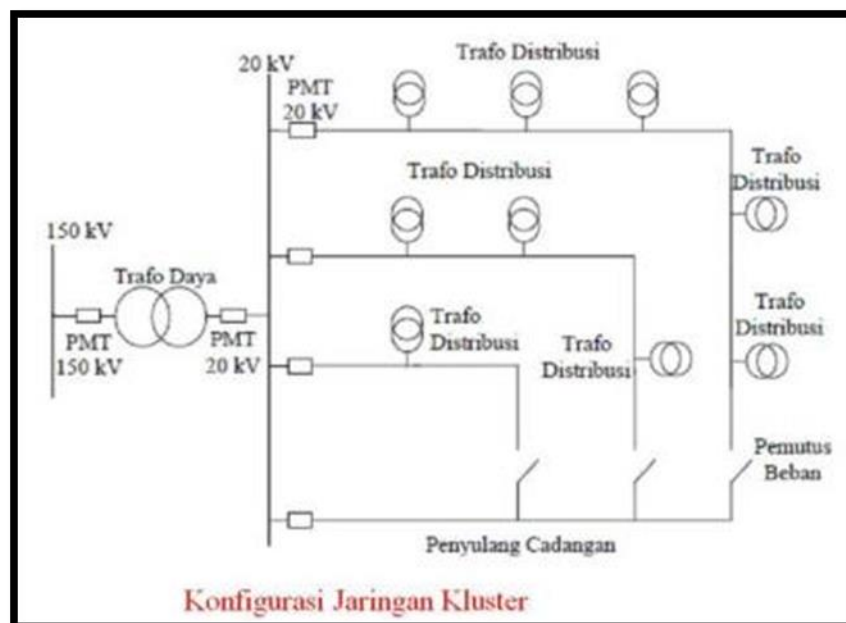 Trafo Distribusi
20 kV
PMT
20 kV
Trafo
Distribusi
Trafo Distribusi
150 kV
Trafo Daya
PMT
150 kV
PMT
20 kV
Trafo
Distribusi
Trafo
Distribusi
Trafo
Distribusi
Pemutus
Beban
Penyulang Cadangan
Konfigurasi Jaringan Kluster